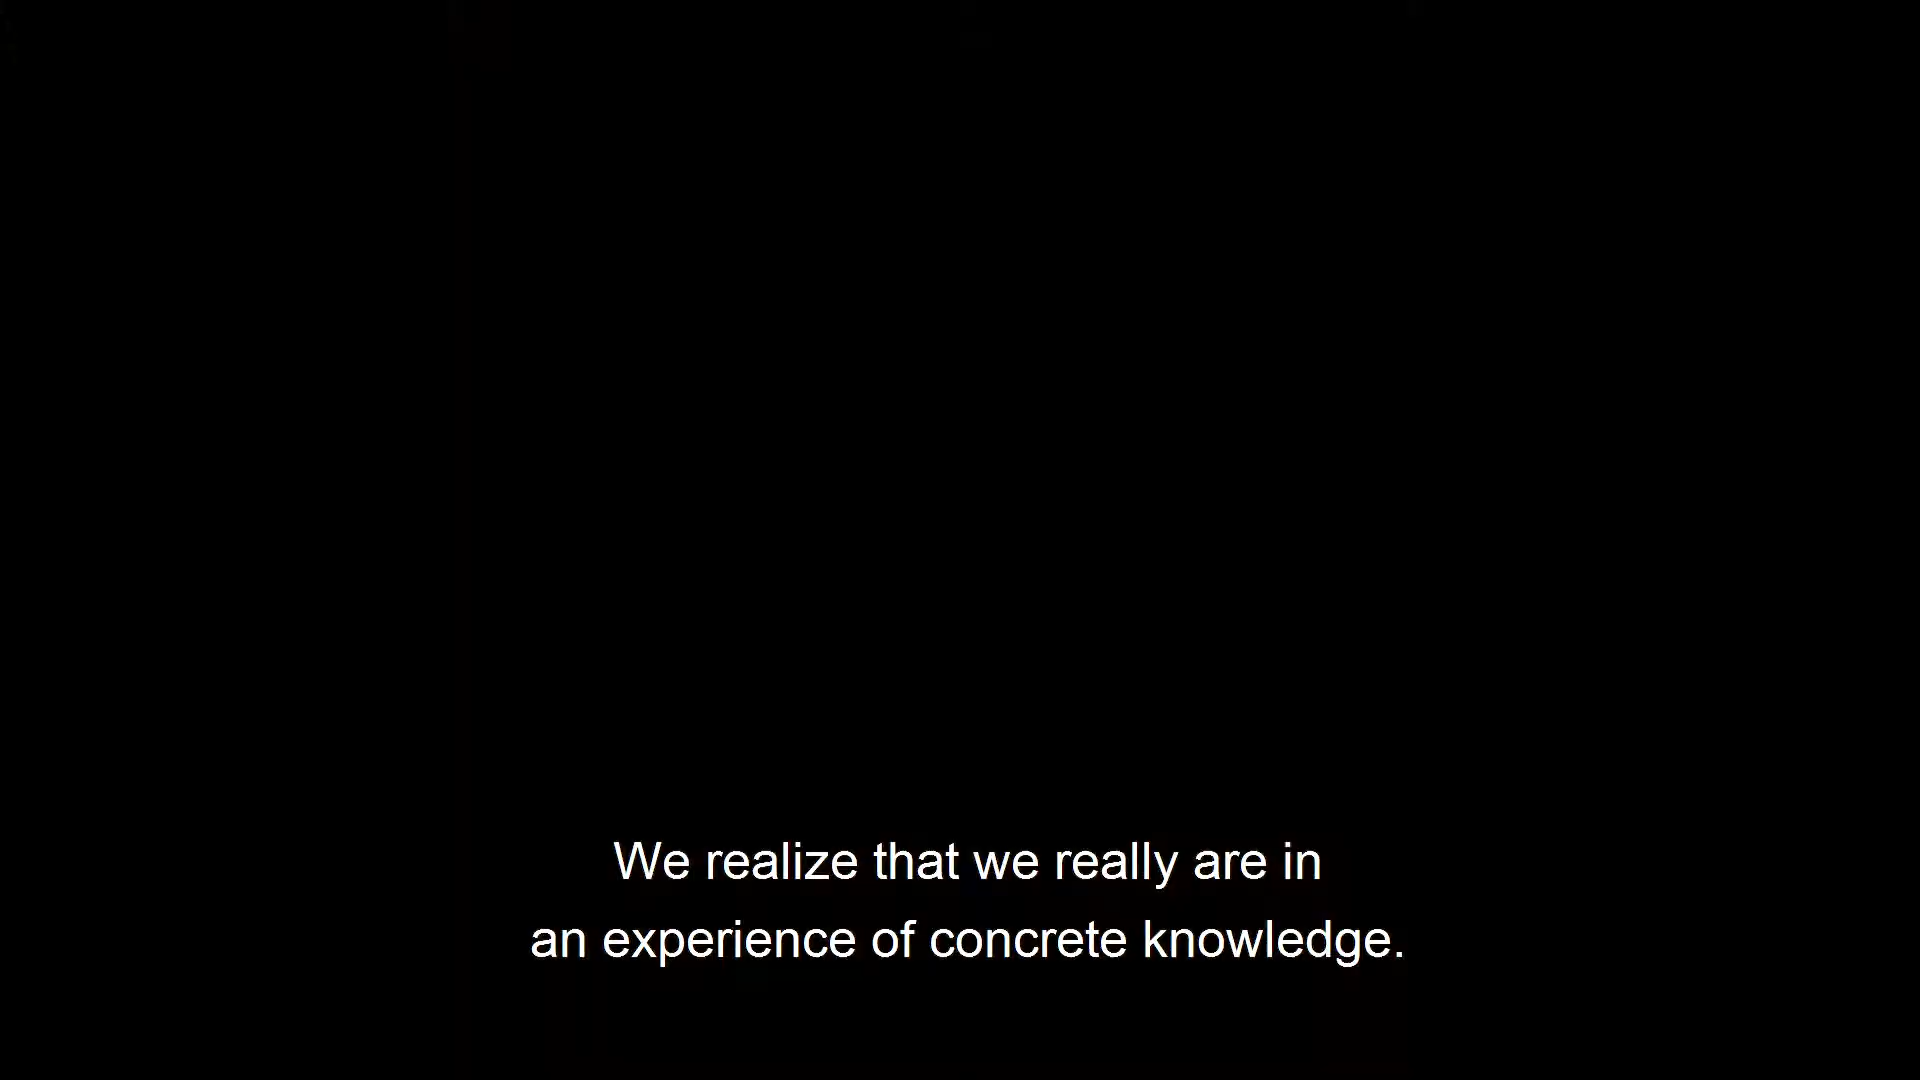 We realize that we really are in
an experience of concrete knowledge.